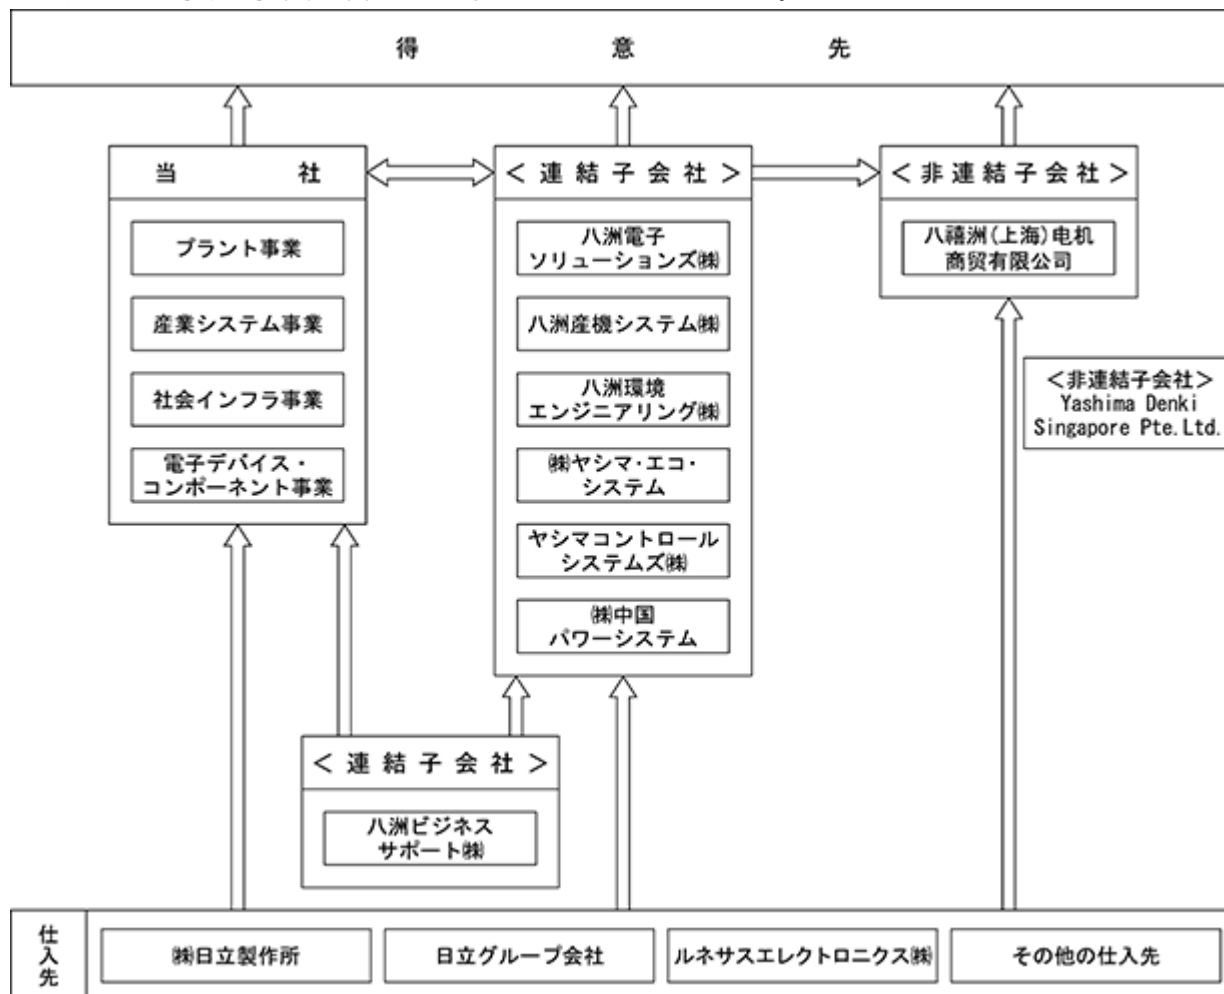 得意先
当社
プラント事業
産業システム事業
社会インフラ事業
電子デバイス・
コンポーネント事業
＜連結子会社＞
八洲電子
ソリューションズ㈱
八洲産機システム㈱
八洲環境
エンジニアリング㈱
㈱ヤシマ・エコ・
システム
ヤシマコントロール
システムズ㈱
㈱中国
パワーシステム
＜非連結子会社＞
八禧洲(上海)电机
商贸有限公司
＜非連結子会社＞
Yashima Denki
Singapore Pte.Ltd.
＜連結子会社＞
八洲ビジネス
サポート㈱
仕入先
㈱日立製作所
日立グループ会社
ルネサスエレクトロニクス㈱
その他の仕入先